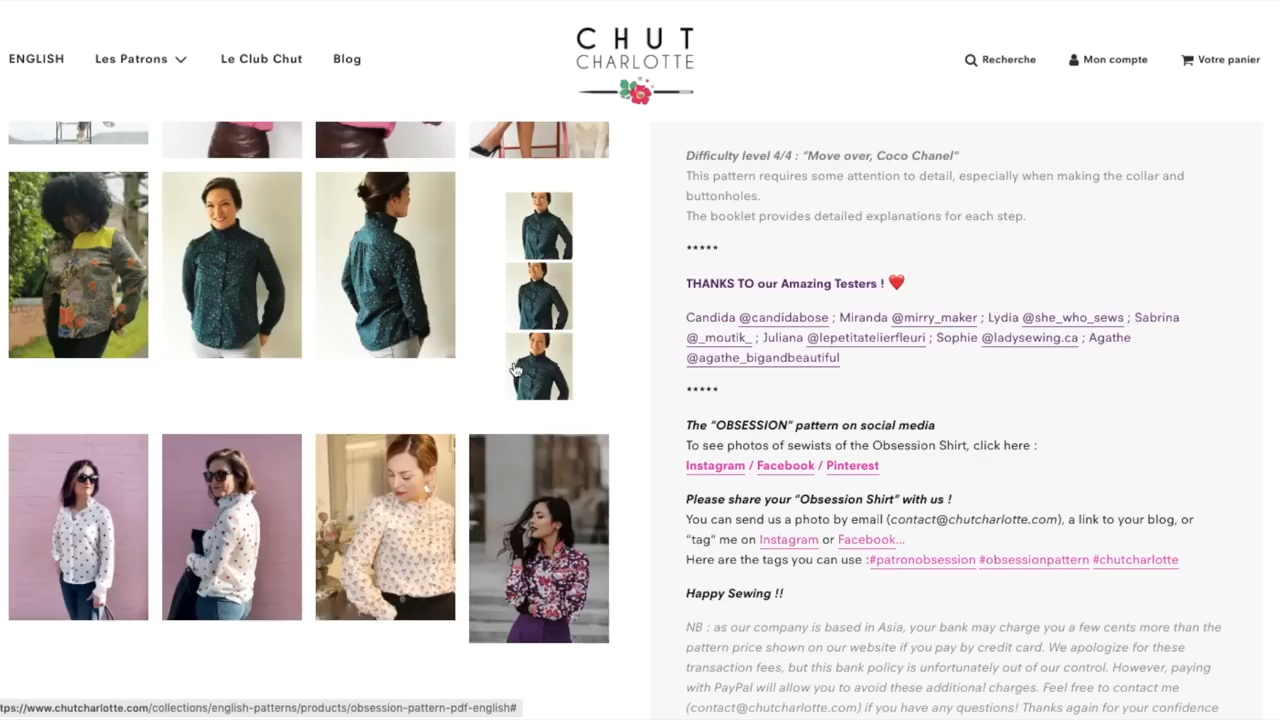 ENGLISH
Les Patrons
Le Club Chut
Blog
CHUT
CHARLOTTE
Recherche
Mon compte
Votre panier
Difficulty level 4/4 : "Move over, Coco Chanel"
This pattern requires some attention to detail, especially when making the collar and
buttonholes.
The booklet provides detailed explanations for each step.
*****
THANKS TO our Amazing Testers ! ❤️
Candida @candidabose ; Miranda @mirry_maker ; Lydia @she_who_sews ; Sabrina
@_moutik_ ; Juliana @lepetitatelierfleuri ; Sophie @ladysewing.ca ; Agathe
@agathe_bigandbeautiful
*****
The "OBSESSION" pattern on social media
To see photos of sewists of the Obsession Shirt, click here :
Instagram / Facebook / Pinterest
Please share your "Obsession Shirt" with us !
You can send us a photo by email (contact@chutcharlotte.com), a link to your blog, or
"tag" me on Instagram or Facebook...
Here are the tags you can use :#patronobsession #obsessionpattern #chutcharlotte
Happy Sewing !!
NB : as our company is based in Asia, your bank may charge you a few cents more than the
pattern price shown on our website if you pay by credit card. We apologize for these
transaction fees, but this bank policy is unfortunately out of our control. However, paying
with PayPal will allow you to avoid these additional charges. Feel free to contact me
(contact@chutcharlotte.com) if you have any questions! Thanks again for your confidence
tps://www.chutcharlotte.com/collections/english-patterns/products/obsession-pattern-pdf-english#